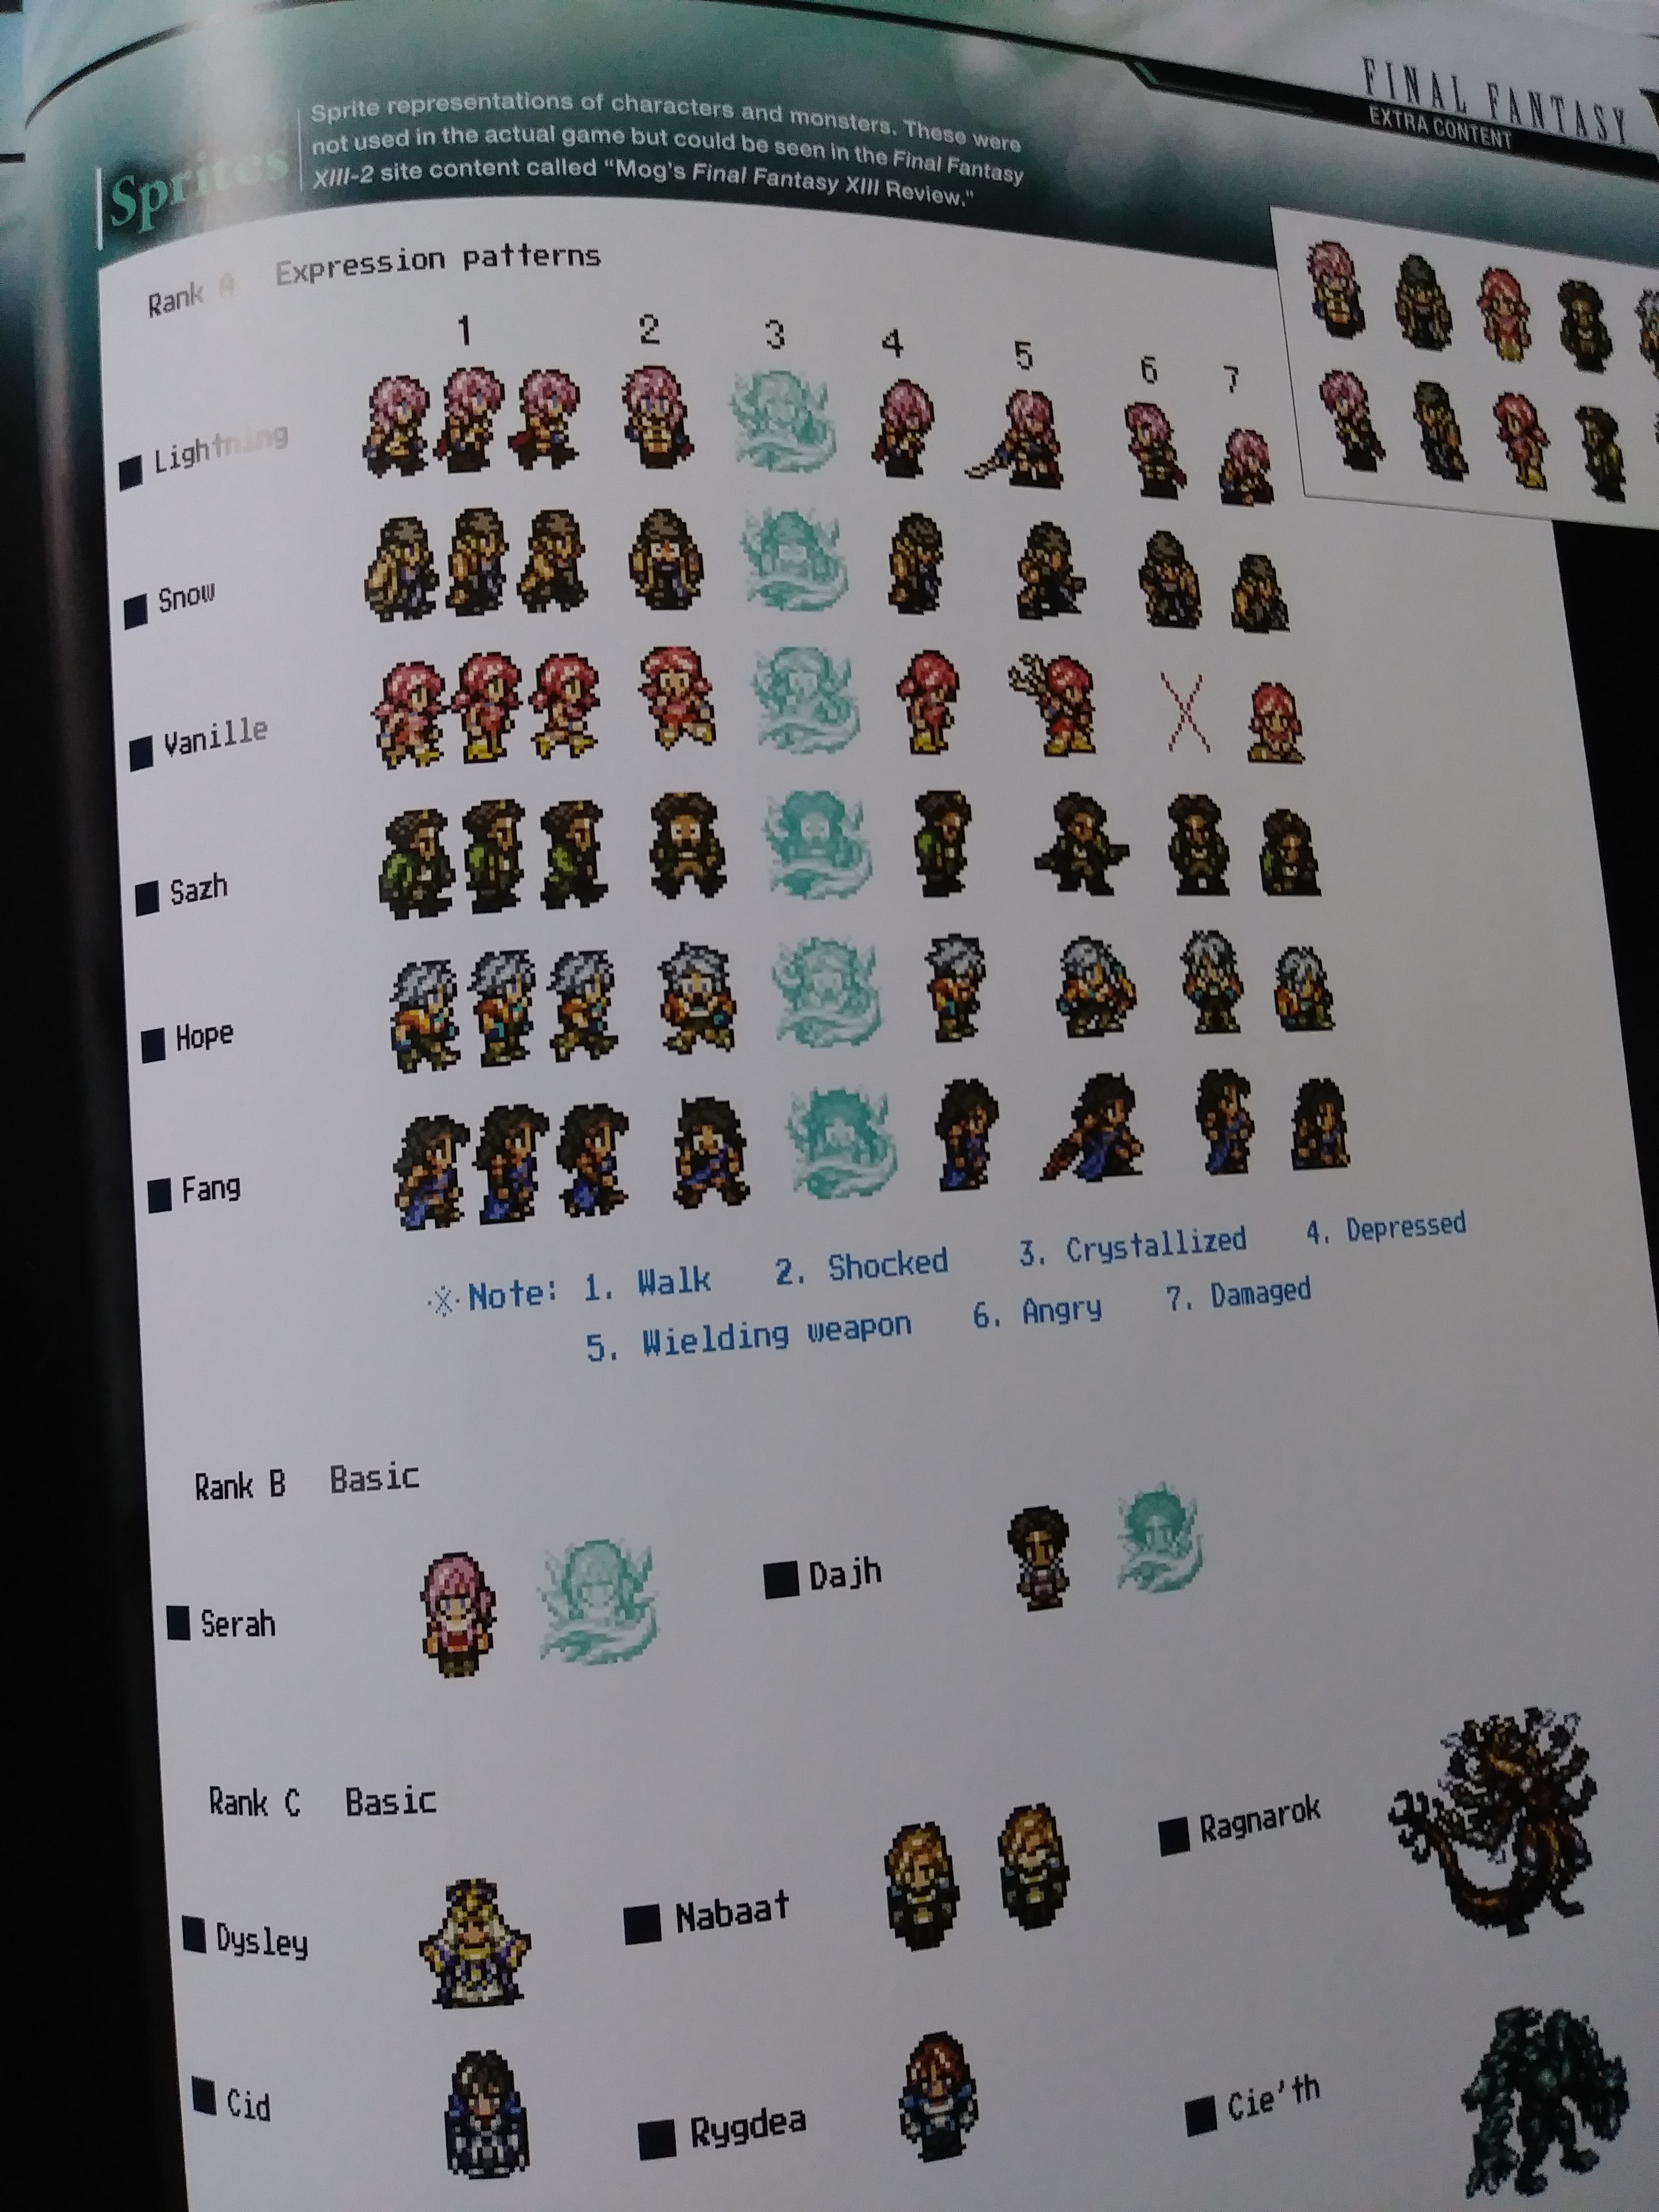 FINAL FANTASY
EXTRA CONTENT
Sprites
Sprite representations of characters and monsters. These were
not used in the actual game but could be seen in the Final Fantasy
XIII-2 site content called “Mog's Final Fantasy XIII Review.”
Rank A Expression patterns
1 2 3 4 5 6 7
■ Lightning
■ Snow
■ Vanille
■ Sazh
■ Hope
■ Fang
※Note: 1. Walk 2. Shocked 3. Crystallized 4. Depressed
5. Wielding weapon 6. Angry 7. Damaged
Rank B Basic
■ Serah ■ Dajh
Rank C Basic
■ Dysley ■ Nabaat ■ Ragnarok
■ Cid ■ Rygdea ■ Cie'th